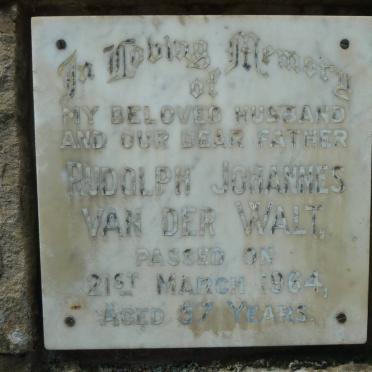 In Loving Memory
of
MY BELOVED HUSBAND
AND OUR DEAR FATHER
RUDOLPH JOHANNES
VAN DER WALT,
PASSED ON
21ST MARCH 1964,
AGED 57 YEARS.